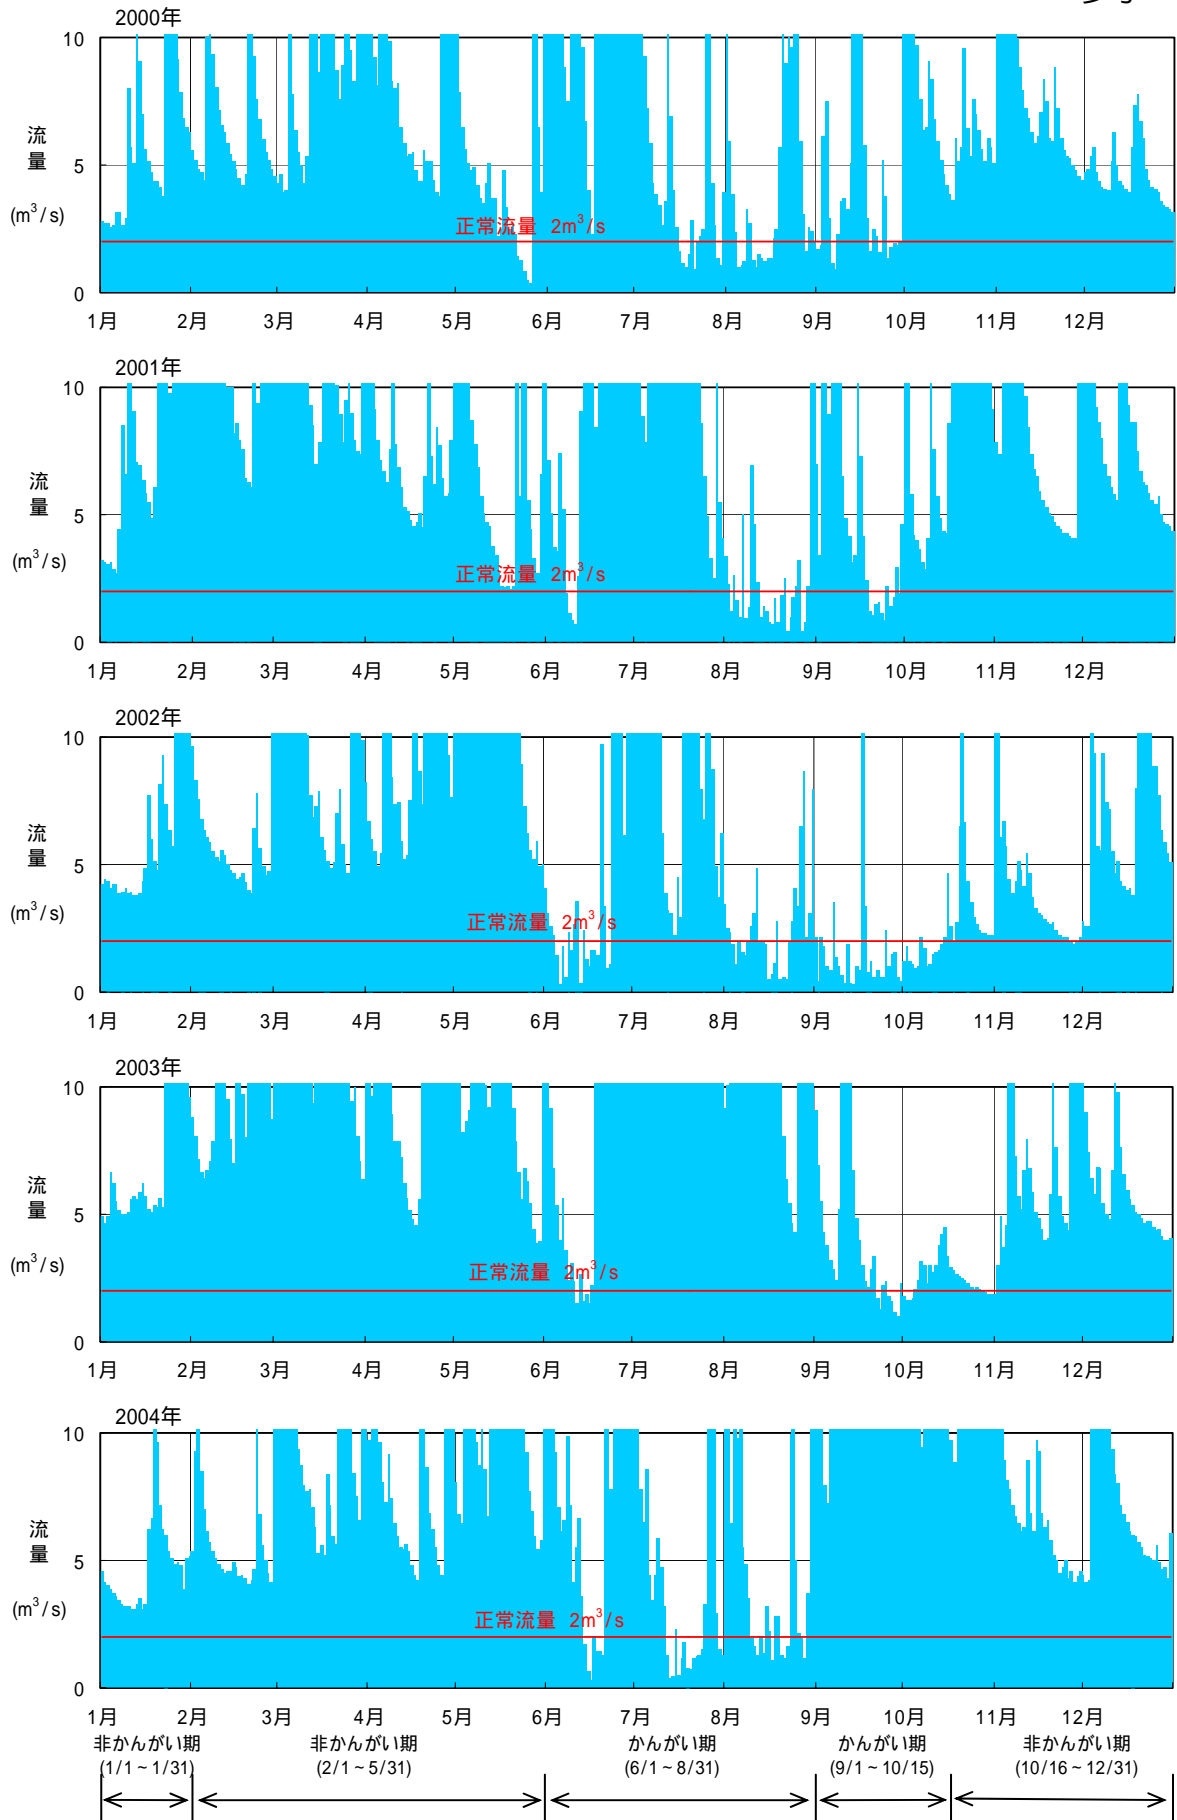 2000年
10
流
量
5
(m³/s)
正常流量 2m³/s
0
1月 2月 3月 4月 5月 6月 7月 8月 9月 10月 11月 12月
2001年
10
流
量
5
(m³/s)
正常流量 2m³/s
0
1月 2月 3月 4月 5月 6月 7月 8月 9月 10月 11月 12月
2002年
10
流
量
5
(m³/s)
正常流量 2m³/s
0
1月 2月 3月 4月 5月 6月 7月 8月 9月 10月 11月 12月
2003年
10
流
量
5
(m³/s)
正常流量 2m³/s
0
1月 2月 3月 4月 5月 6月 7月 8月 9月 10月 11月 12月
2004年
10
流
量
5
(m³/s)
正常流量 2m³/s
0
1月 2月 3月 4月 5月 6月 7月 8月 9月 10月 11月 12月
非かんがい期 非かんがい期 かんがい期 かんがい期 非かんがい期
(1/1~1/31) (2/1~5/31) (6/1~8/31) (9/1~10/15) (10/16~12/31)